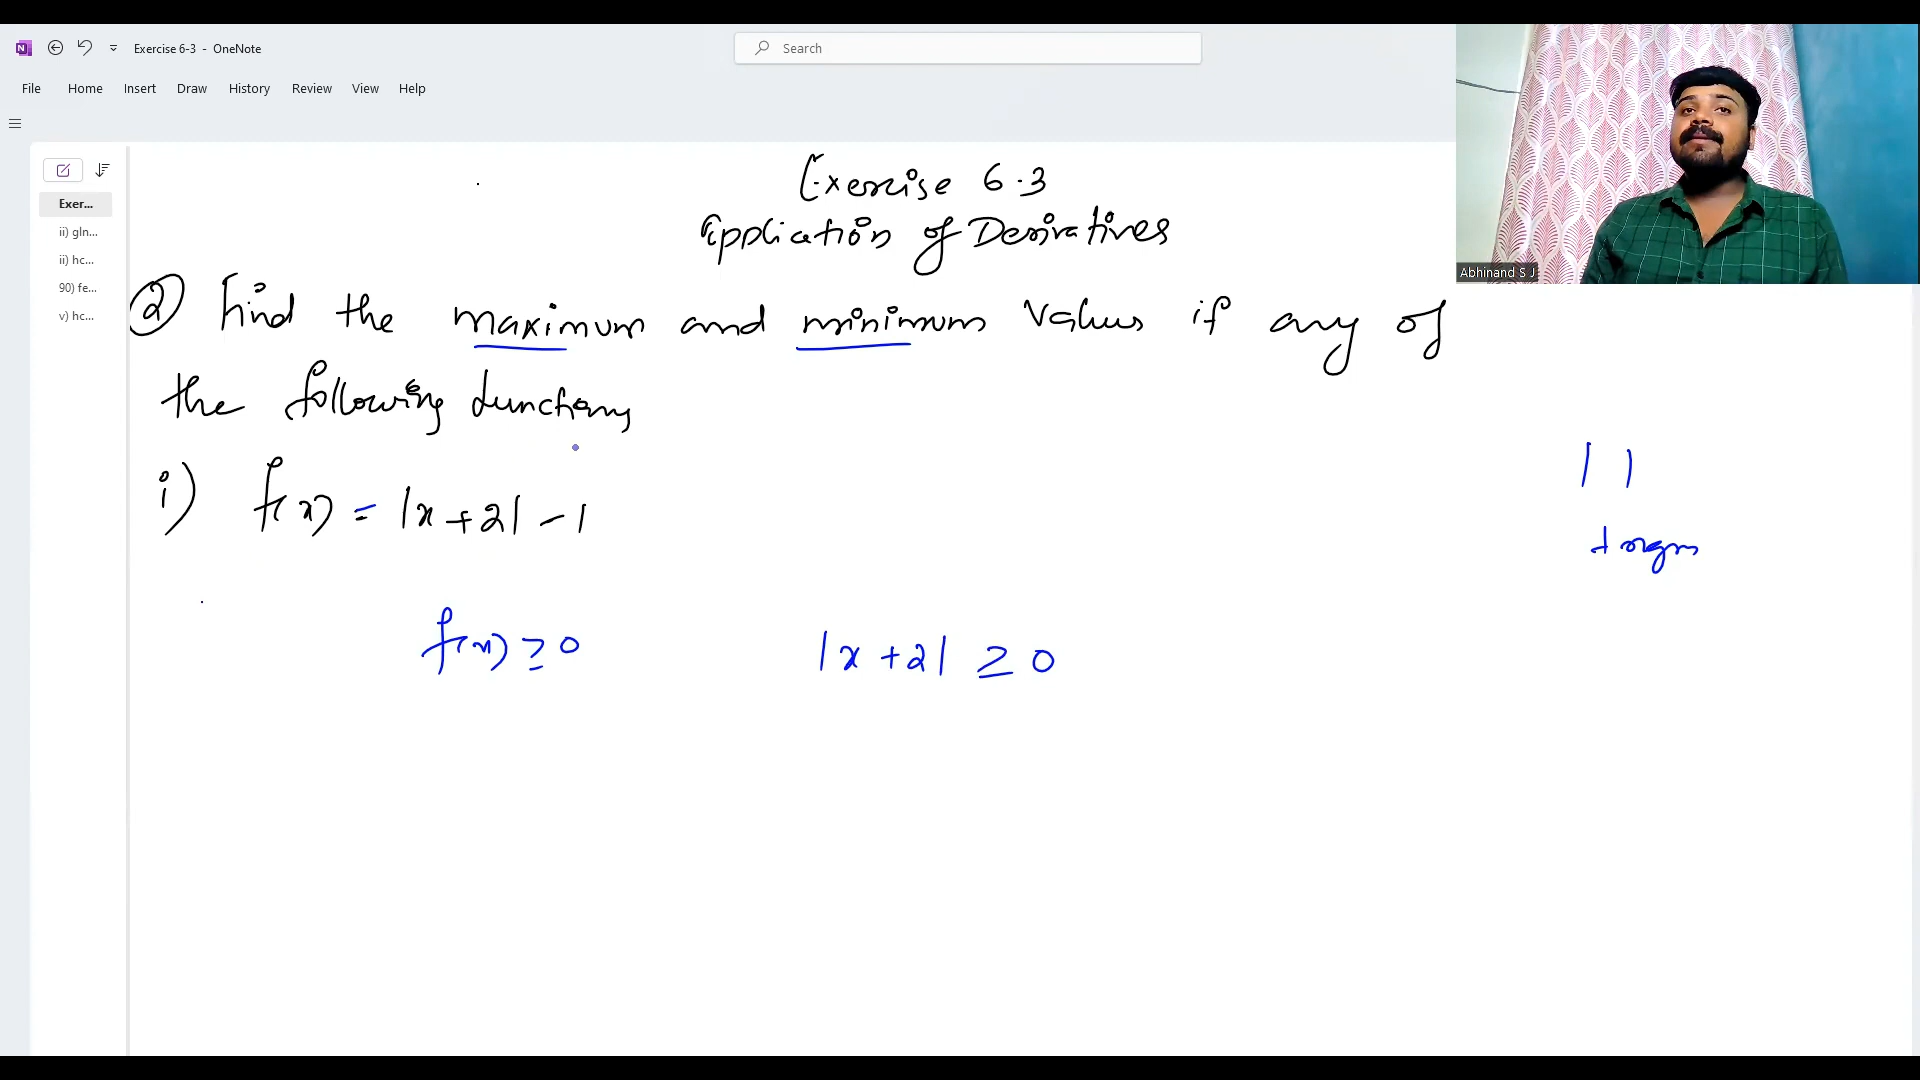 Exercise 6-3 - OneNote
Search
File Home Insert Draw History Review View Help
Exer...
ii) gln...
ii) hc...
90) fe...
v) hc...
Abhinand S J
Exercise 6.3
Application of Derivatives
2 Find the maximum and minimum Values if any of
the following functions
i) f(x) = |x+2| - 1
| |
f(x) ≥ 0 |x+2| ≥ 0